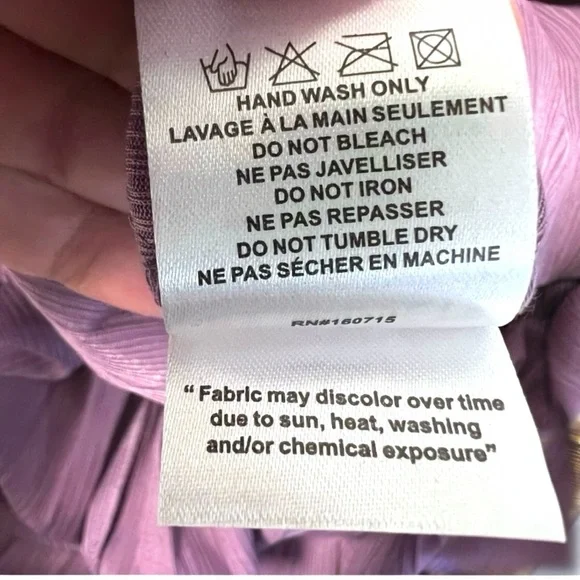 HAND WASH ONLY
LAVAGE À LA MAIN SEULEMENT
DO NOT BLEACH
NE PAS JAVELLISER
DO NOT IRON
NE PAS REPASSER
DO NOT TUMBLE DRY
NE PAS SÉCHER EN MACHINE
RN#160715
“Fabric may discolor over time
due to sun, heat, washing
and/or chemical exposure”